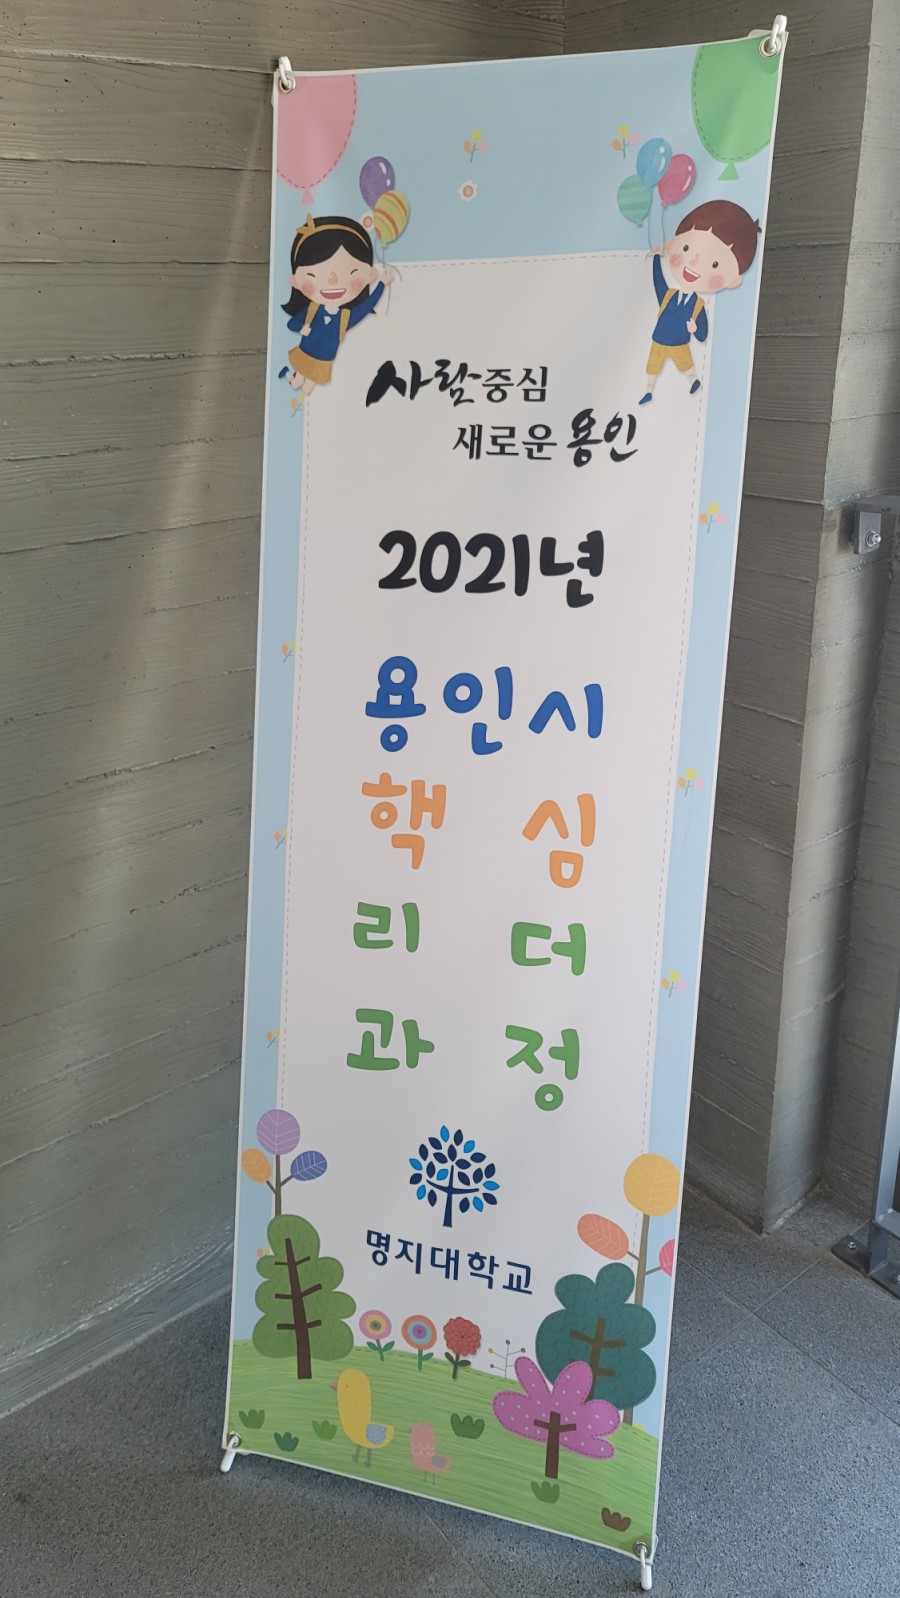 사람중심
새로운 용인
2021년
용인시
핵 심
리 더
과 정
명지대학교